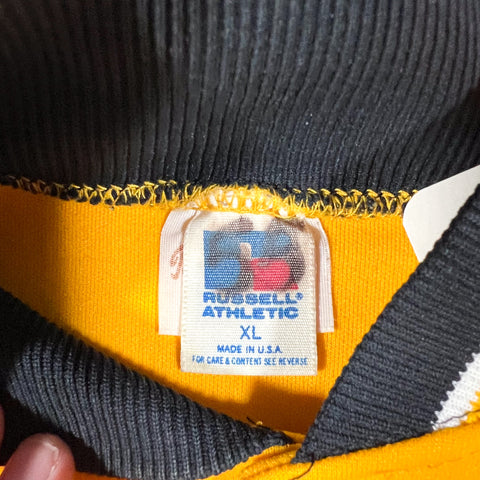 RUSSELL®
ATHLETIC
XL
MADE IN U.S.A.
FOR CARE & CONTENT SEE REVERSE